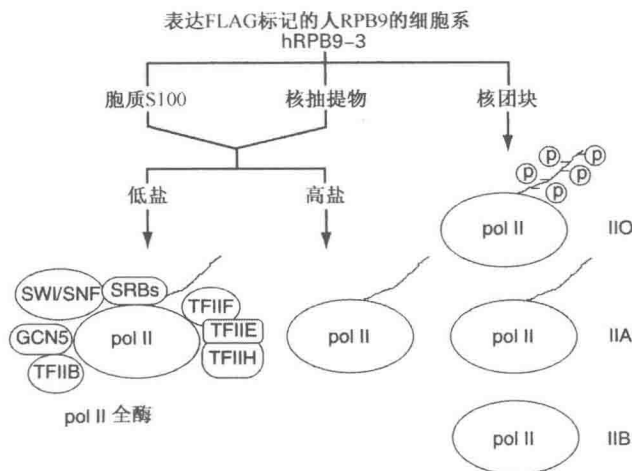 表达FLAG标记的人RPB9的细胞系
hRPB9-3
胞质S100
核抽提物
核团块
低盐
高盐
P P P P P
pol II
IIO
SWI/SNF
SRBs
TFIIF
GCN5
pol II
TFIIE
TFIIB
TFIIH
pol II
pol II
IIA
pol II 全酶
pol II
IIB